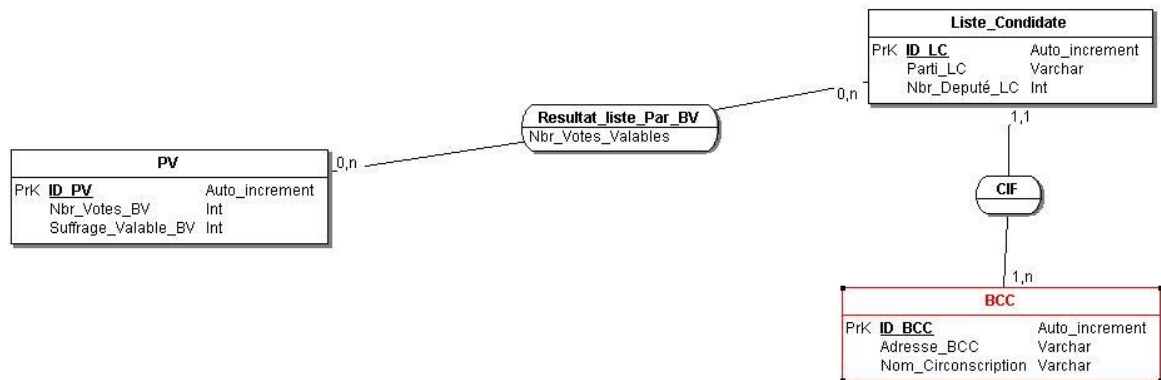 Liste_Condidate
PrK ID_LC Auto_increment
Parti_LC Varchar
Nbr_Deputé_LC Int
0,n
1,1
Resultat_liste_Par_BV
Nbr_Votes_Valables
PV
0,n
PrK ID_PV Auto_increment
Nbr_Votes_BV Int
Suffrage_Valable_BV Int
CIF
1,n
BCC
PrK ID_BCC Auto_increment
Adresse_BCC Varchar
Nom_Circonscription Varchar